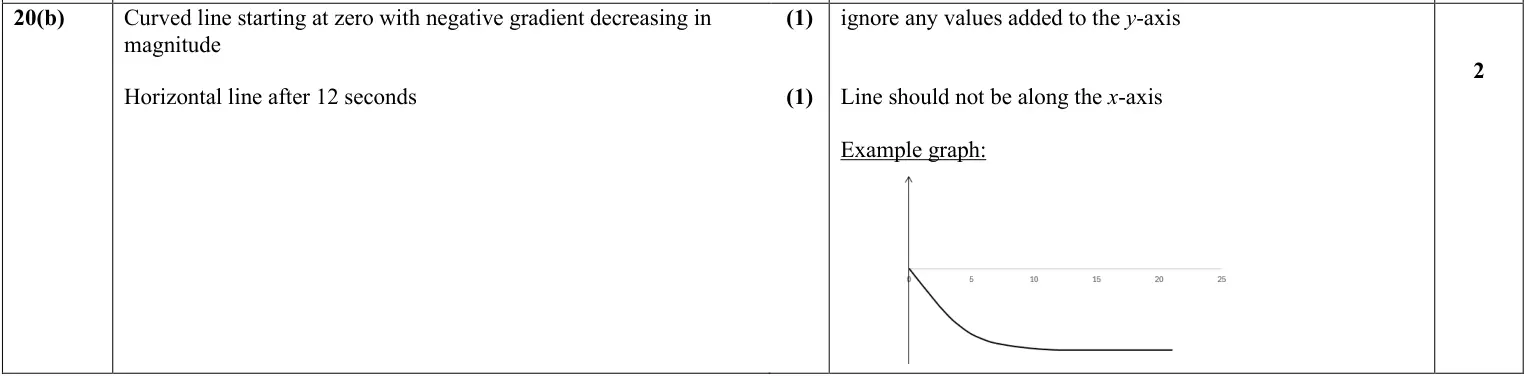 20(b)
Curved line starting at zero with negative gradient decreasing in
magnitude
(1)
Horizontal line after 12 seconds
(1)
ignore any values added to the y-axis
Line should not be along the x-axis
Example graph:
0 5 10 15 20 25
2